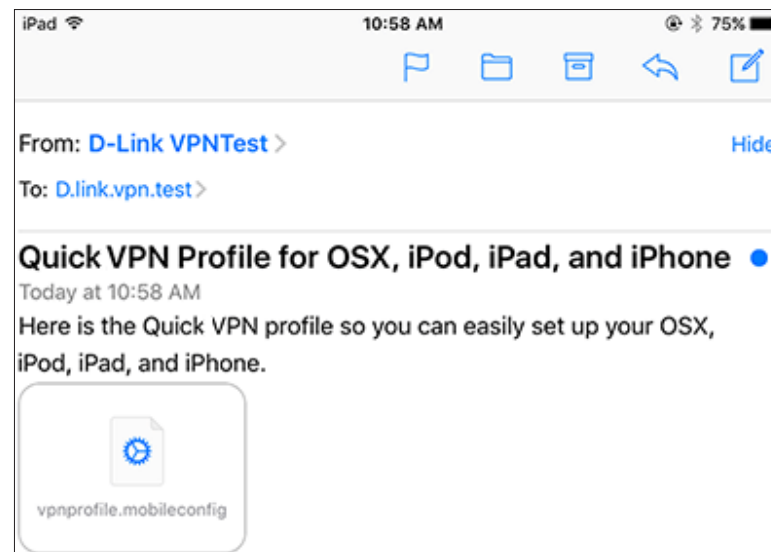 iPad 10:58 AM 75%
From: D-Link VPNTest Hide
To: D.link.vpn.test
Quick VPN Profile for OSX, iPod, iPad, and iPhone
Today at 10:58 AM
Here is the Quick VPN profile so you can easily set up your OSX,
iPod, iPad, and iPhone.
vpnprofile.mobileconfig